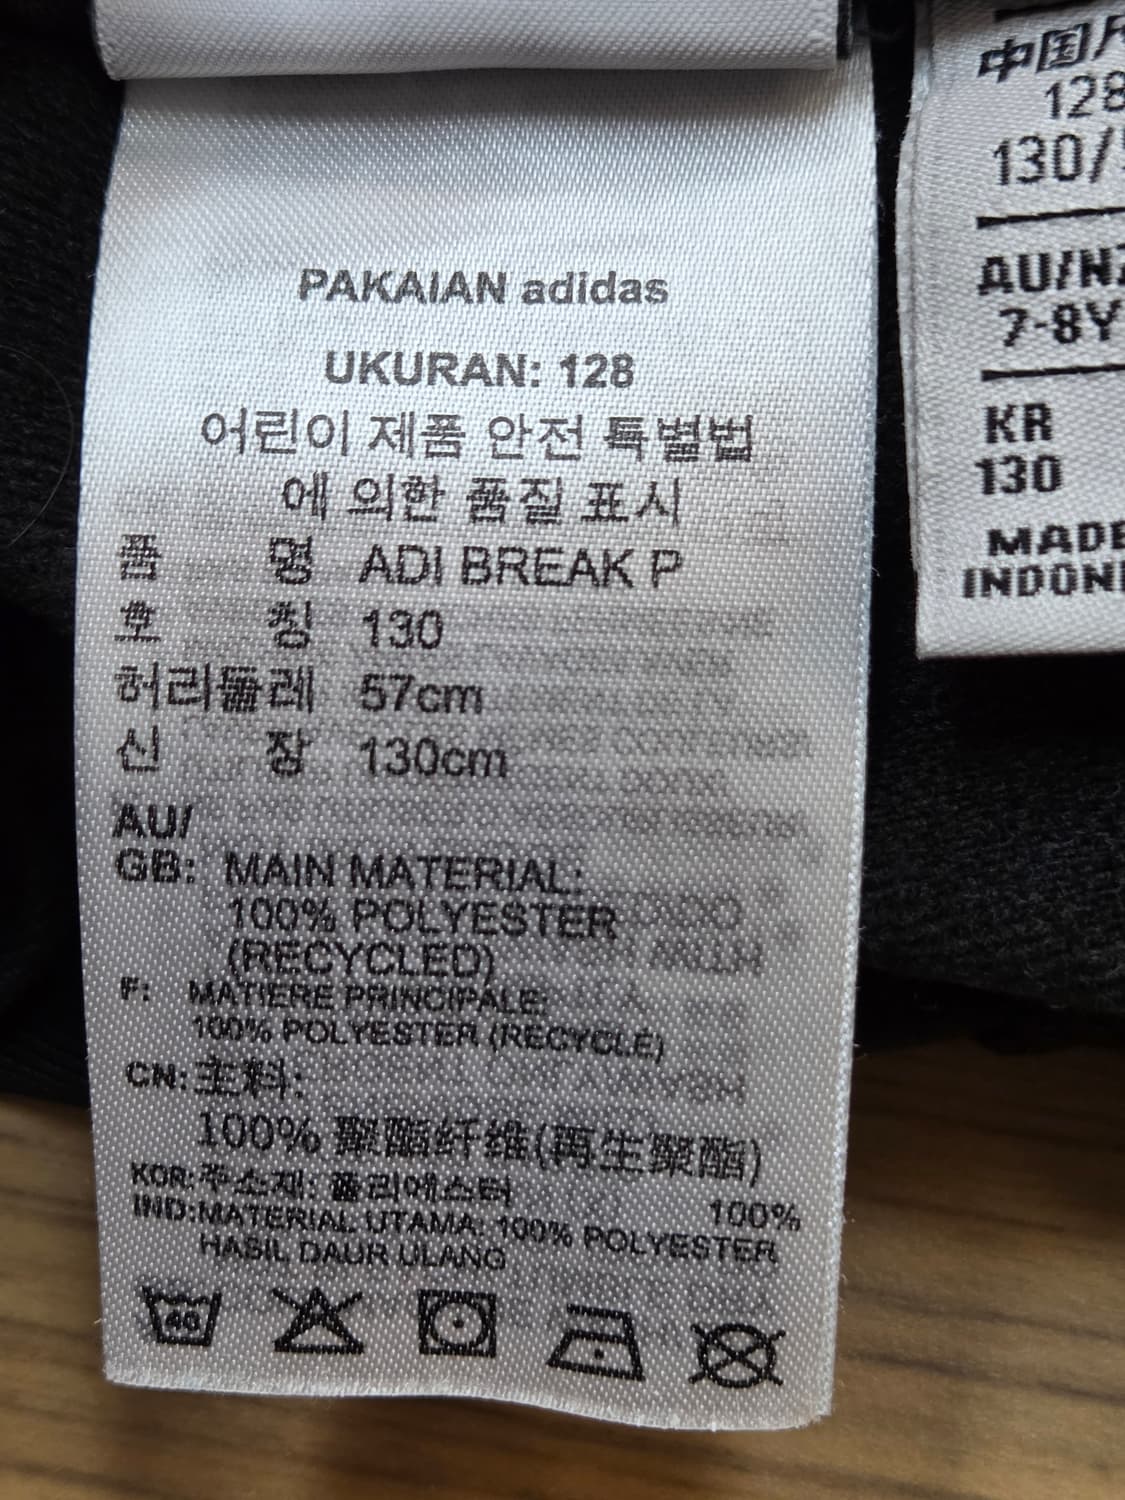 PAKAIAN adidas
UKURAN: 128
어린이 제품 안전 특별법
에 의한 품질 표시
품 명 ADI BREAK P
호 칭 130
허리둘레 57cm
신 장 130cm
AU/
GB: MAIN MATERIAL:
100% POLYESTER
(RECYCLED)
F: MATIERE PRINCIPALE:
100% POLYESTER (RECYCLE)
CN: 主料:
100% 聚酯纤维(再生聚酯)
KOR: 주소재: 폴리에스터
100%
IND: MATERIAL UTAMA: 100% POLYESTER
HASIL DAUR ULANG
40
中国
128
130/
AU/NZ
7-8Y
KR
130
MADE
INDON